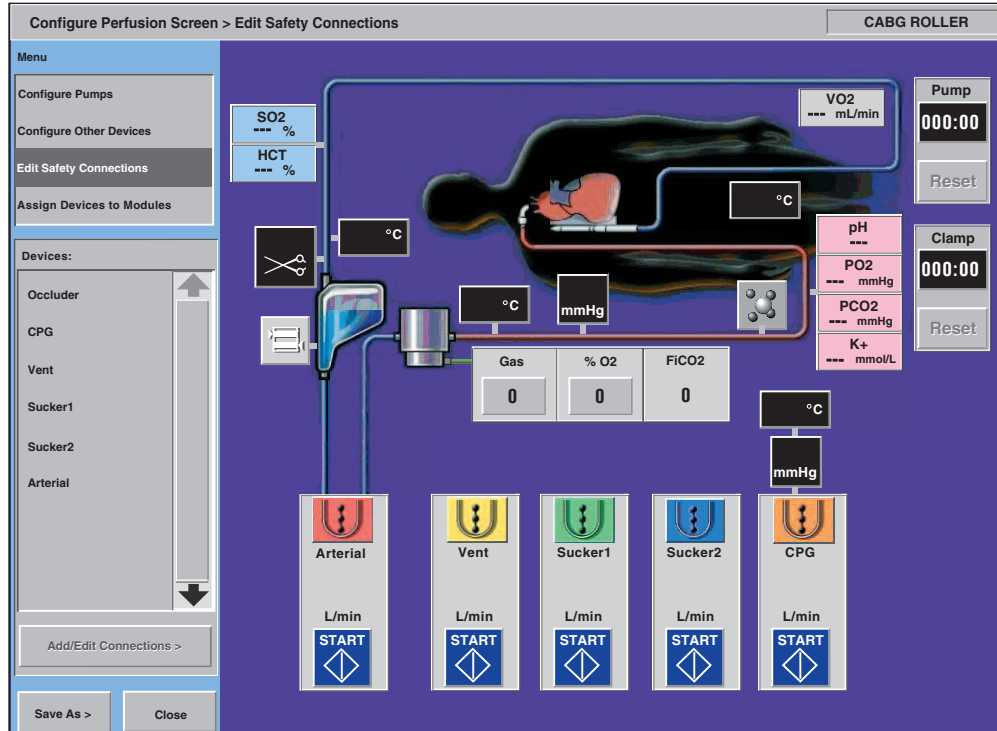 Configure Perfusion Screen > Edit Safety Connections
CABG ROLLER
Menu
Configure Pumps
Configure Other Devices
Edit Safety Connections
Assign Devices to Modules
Devices:
Occluder
CPG
Vent
Sucker1
Sucker2
Arterial
Add/Edit Connections >
Save As >
Close
SO2
--- %
HCT
--- %
VO2
--- mL/min
°C
°C
°C
mmHg
pH
---
PO2
--- mmHg
PCO2
--- mmHg
K+
--- mmol/L
Pump
000:00
Reset
Clamp
000:00
Reset
Gas
0
% O2
0
FiCO2
0
°C
mmHg
Arterial
L/min
START
Vent
L/min
START
Sucker1
L/min
START
Sucker2
L/min
START
CPG
L/min
START